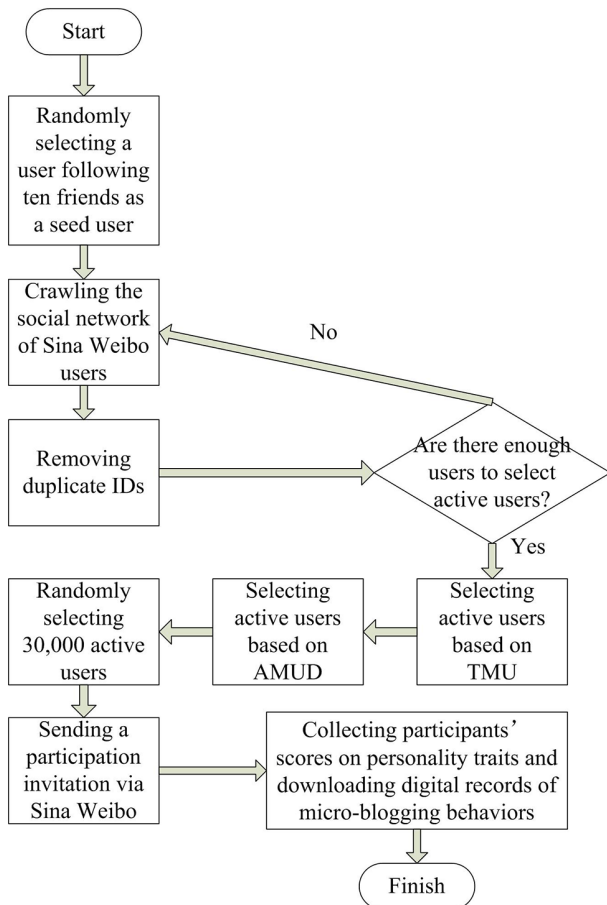 Start
Randomly
selecting a
user following
ten friends as
a seed user
Crawling the
social network
of Sina Weibo
users
No
Removing
duplicate IDs
Are there enough
users to select
active users?
Yes
Selecting
active users
based on
TMU
Selecting
active users
based on
AMUD
Randomly
selecting
30,000 active
users
Sending a
participation
invitation via
Sina Weibo
Collecting participants’
scores on personality traits and
downloading digital records of
micro-blogging behaviors
Finish